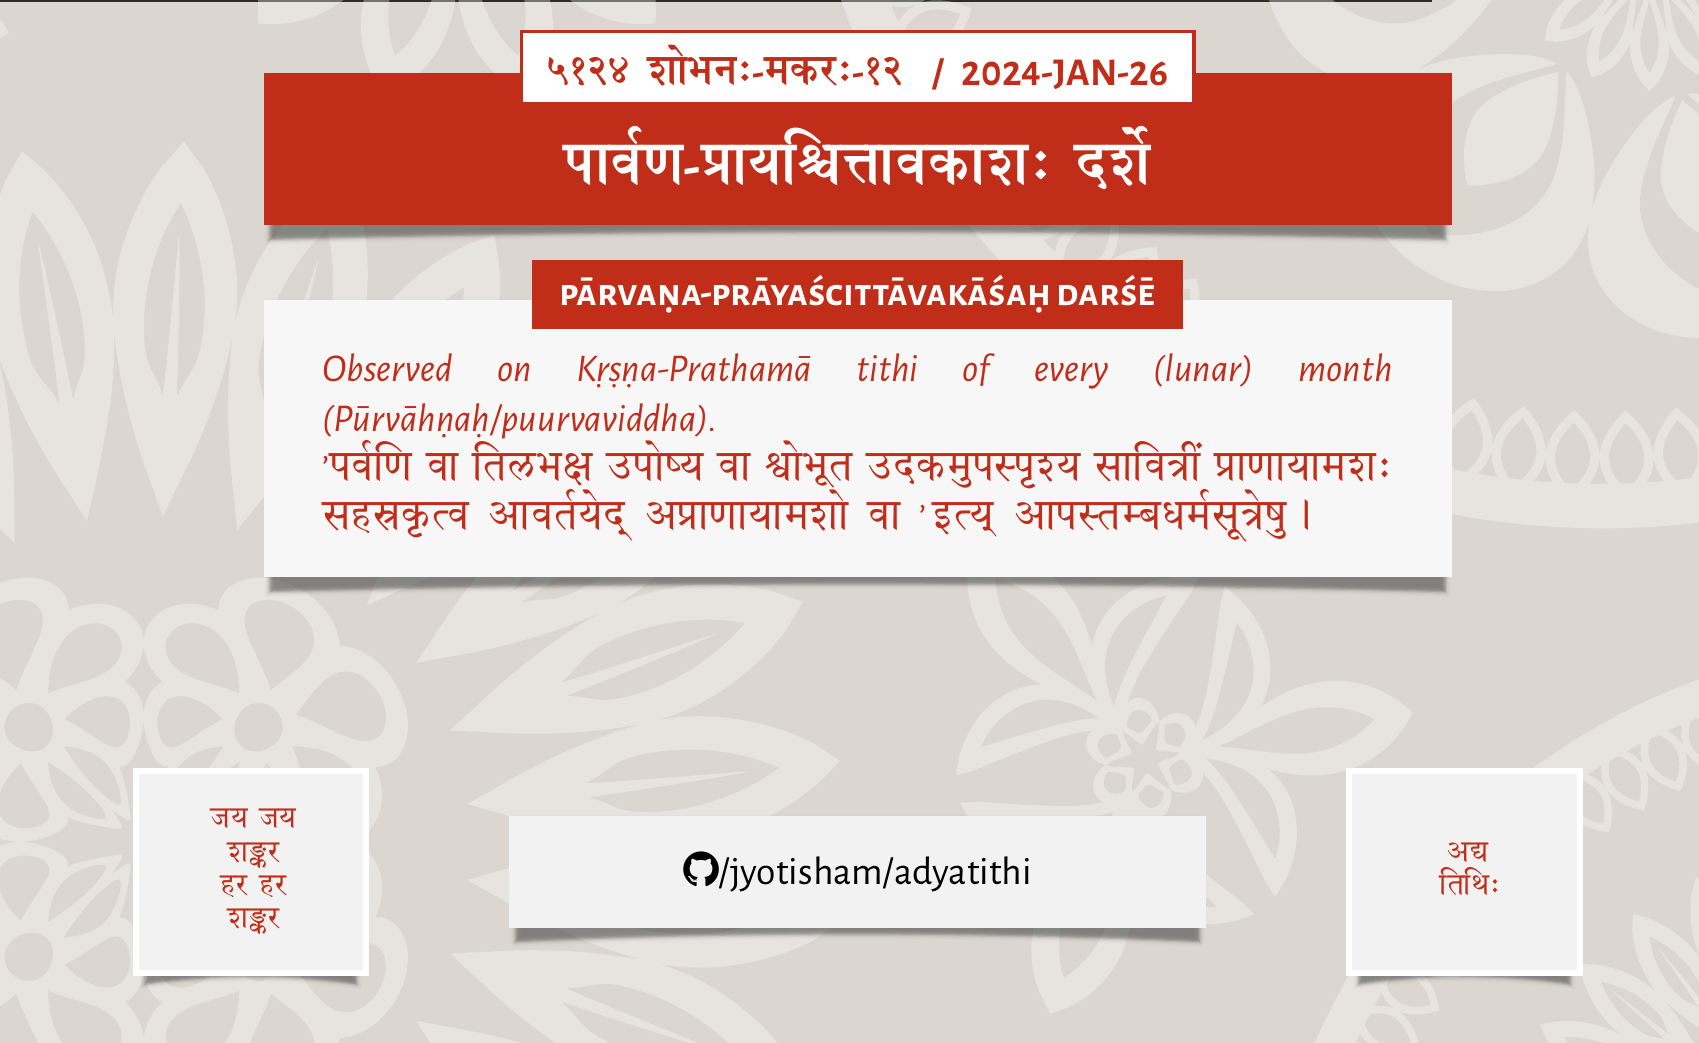 ५१२४ शोभनः-मकरः-१२ / 2024-JAN-26
पार्वण-प्रायश्चित्तावकाशः दर्शे
PĀRVAṆA-PRĀYAŚCITTĀVAKĀŚAḤ DARŚĒ
Observed on Kṛṣṇa-Prathamā tithi of every (lunar) month
(Pūrvāhṇaḥ/puurvaviddha).
'पर्वणि वा तिलभक्ष उपोष्य वा श्वोभूत उदकमुपस्पृश्य सावित्रीं प्राणायामशः
सहस्रकृत्व आवर्तयेद् अप्राणायामशो वा ' इत्य् आपस्तम्बधर्मसूत्रेषु ।
जय जय
शङ्कर
हर हर
शङ्कर
/jyotisham/adyatithi
अद्य
तिथिः